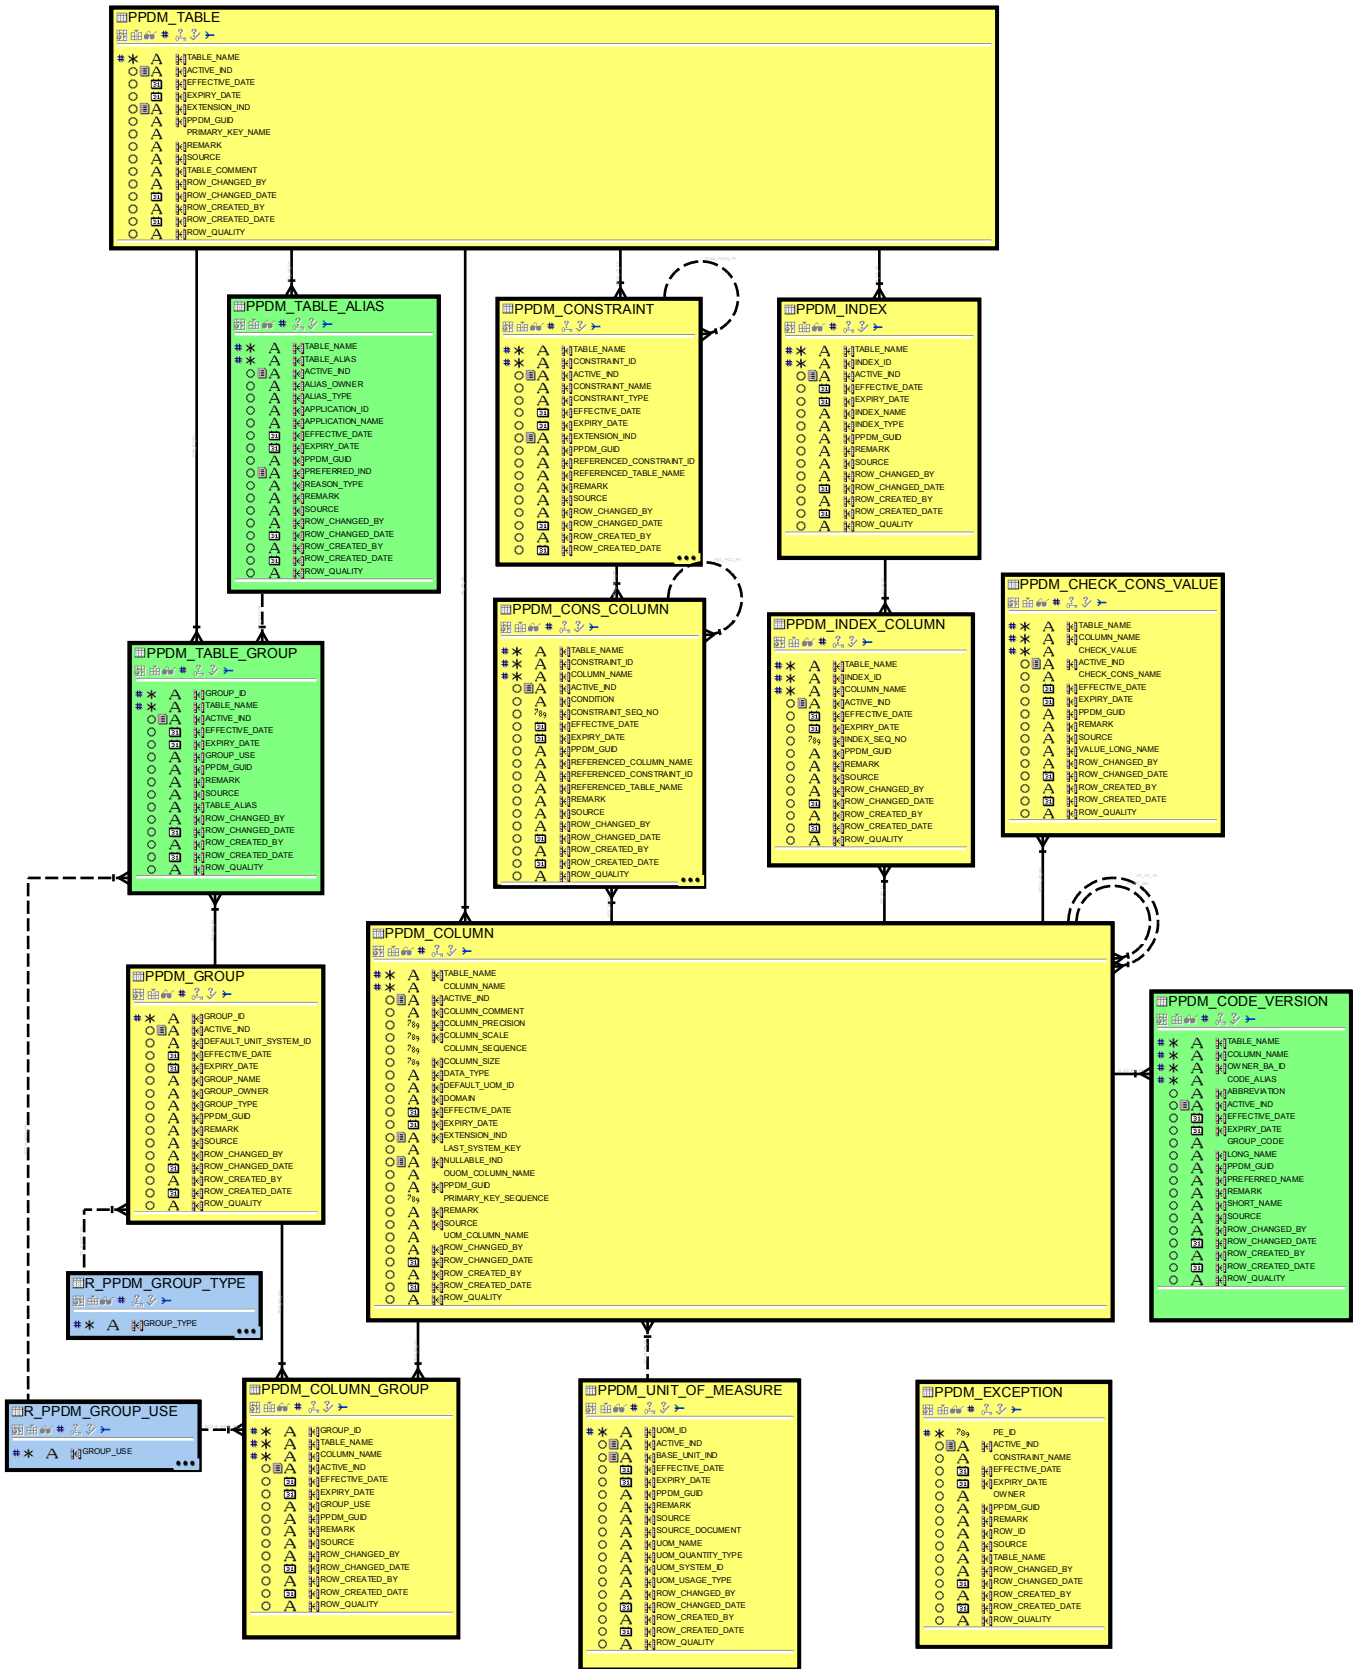 PPDM_TABLE
TABLE_NAME
ACTIVE_IND
EFFECTIVE_DATE
EXPIRY_DATE
EXTENSION_IND
PPDM_GUID
PRIMARY_KEY_NAME
REMARK
SOURCE
TABLE_COMMENT
ROW_CHANGED_BY
ROW_CHANGED_DATE
ROW_CREATED_BY
ROW_CREATED_DATE
ROW_QUALITY
PPDM_TABLE_ALIAS
TABLE_NAME
TABLE_ALIAS
ACTIVE_IND
ALIAS_OWNER
ALIAS_TYPE
APPLICATION_ID
APPLICATION_NAME
EFFECTIVE_DATE
EXPIRY_DATE
PPDM_GUID
PREFERRED_IND
REASON_TYPE
REMARK
SOURCE
ROW_CHANGED_BY
ROW_CHANGED_DATE
ROW_CREATED_BY
ROW_CREATED_DATE
ROW_QUALITY
PPDM_CONSTRAINT
TABLE_NAME
CONSTRAINT_ID
ACTIVE_IND
CONSTRAINT_NAME
CONSTRAINT_TYPE
EFFECTIVE_DATE
EXPIRY_DATE
EXTENSION_IND
PPDM_GUID
REFERENCED_CONSTRAINT_ID
REFERENCED_TABLE_NAME
REMARK
SOURCE
ROW_CHANGED_BY
ROW_CHANGED_DATE
ROW_CREATED_BY
ROW_CREATED_DATE
PPDM_INDEX
TABLE_NAME
INDEX_ID
ACTIVE_IND
EFFECTIVE_DATE
EXPIRY_DATE
INDEX_NAME
INDEX_TYPE
PPDM_GUID
REMARK
SOURCE
ROW_CHANGED_BY
ROW_CHANGED_DATE
ROW_CREATED_BY
ROW_CREATED_DATE
ROW_QUALITY
PPDM_TABLE_GROUP
GROUP_ID
TABLE_NAME
ACTIVE_IND
EFFECTIVE_DATE
EXPIRY_DATE
GROUP_USE
PPDM_GUID
REMARK
SOURCE
TABLE_ALIAS
ROW_CHANGED_BY
ROW_CHANGED_DATE
ROW_CREATED_BY
ROW_CREATED_DATE
ROW_QUALITY
PPDM_CONS_COLUMN
TABLE_NAME
CONSTRAINT_ID
COLUMN_NAME
ACTIVE_IND
CONDITION
CONSTRAINT_SEQ_NO
EFFECTIVE_DATE
EXPIRY_DATE
PPDM_GUID
REFERENCED_COLUMN_NAME
REFERENCED_CONSTRAINT_ID
REFERENCED_TABLE_NAME
REMARK
SOURCE
ROW_CHANGED_BY
ROW_CHANGED_DATE
ROW_CREATED_BY
ROW_CREATED_DATE
ROW_QUALITY
PPDM_INDEX_COLUMN
TABLE_NAME
INDEX_ID
COLUMN_NAME
ACTIVE_IND
EFFECTIVE_DATE
EXPIRY_DATE
INDEX_SEQ_NO
PPDM_GUID
REMARK
SOURCE
ROW_CHANGED_BY
ROW_CHANGED_DATE
ROW_CREATED_BY
ROW_CREATED_DATE
ROW_QUALITY
PPDM_CHECK_CONS_VALUE
TABLE_NAME
COLUMN_NAME
CHECK_VALUE
ACTIVE_IND
CHECK_CONS_NAME
EFFECTIVE_DATE
EXPIRY_DATE
PPDM_GUID
REMARK
SOURCE
VALUE_LONG_NAME
ROW_CHANGED_BY
ROW_CHANGED_DATE
ROW_CREATED_BY
ROW_CREATED_DATE
ROW_QUALITY
PPDM_GROUP
GROUP_ID
ACTIVE_IND
DEFAULT_UNIT_SYSTEM_ID
EFFECTIVE_DATE
EXPIRY_DATE
GROUP_NAME
GROUP_OWNER
GROUP_TYPE
PPDM_GUID
REMARK
SOURCE
ROW_CHANGED_BY
ROW_CHANGED_DATE
ROW_CREATED_BY
ROW_CREATED_DATE
ROW_QUALITY
PPDM_COLUMN
TABLE_NAME
COLUMN_NAME
ACTIVE_IND
COLUMN_COMMENT
COLUMN_PRECISION
COLUMN_SCALE
COLUMN_SEQUENCE
COLUMN_SIZE
DATA_TYPE
DEFAULT_UOM_ID
DOMAIN
EFFECTIVE_DATE
EXPIRY_DATE
EXTENSION_IND
LAST_SYSTEM_KEY
NULLABLE_IND
OUOM_COLUMN_NAME
PPDM_GUID
PRIMARY_KEY_SEQUENCE
REMARK
SOURCE
UOM_COLUMN_NAME
ROW_CHANGED_BY
ROW_CHANGED_DATE
ROW_CREATED_BY
ROW_CREATED_DATE
ROW_QUALITY
PPDM_CODE_VERSION
TABLE_NAME
COLUMN_NAME
OWNER_BA_ID
CODE_ALIAS
ABBREVIATION
ACTIVE_IND
EFFECTIVE_DATE
EXPIRY_DATE
GROUP_CODE
LONG_NAME
PPDM_GUID
PREFERRED_NAME
REMARK
SHORT_NAME
SOURCE
ROW_CHANGED_BY
ROW_CHANGED_DATE
ROW_CREATED_BY
ROW_CREATED_DATE
ROW_QUALITY
R_PPDM_GROUP_TYPE
GROUP_TYPE
R_PPDM_GROUP_USE
GROUP_USE
PPDM_COLUMN_GROUP
GROUP_ID
TABLE_NAME
COLUMN_NAME
ACTIVE_IND
EFFECTIVE_DATE
EXPIRY_DATE
GROUP_USE
PPDM_GUID
REMARK
SOURCE
ROW_CHANGED_BY
ROW_CHANGED_DATE
ROW_CREATED_BY
ROW_CREATED_DATE
ROW_QUALITY
PPDM_UNIT_OF_MEASURE
UOM_ID
ACTIVE_IND
BASE_UNIT_IND
EFFECTIVE_DATE
EXPIRY_DATE
PPDM_GUID
REMARK
SOURCE
SOURCE_DOCUMENT
UOM_NAME
UOM_QUANTITY_TYPE
UOM_SYSTEM_ID
UOM_USAGE_TYPE
ROW_CHANGED_BY
ROW_CHANGED_DATE
ROW_CREATED_BY
ROW_CREATED_DATE
ROW_QUALITY
PPDM_EXCEPTION
PE_ID
ACTIVE_IND
CONSTRAINT_NAME
EFFECTIVE_DATE
EXPIRY_DATE
OWNER
PPDM_GUID
REMARK
ROW_ID
SOURCE
TABLE_NAME
ROW_CHANGED_BY
ROW_CHANGED_DATE
ROW_CREATED_BY
ROW_CREATED_DATE
ROW_QUALITY